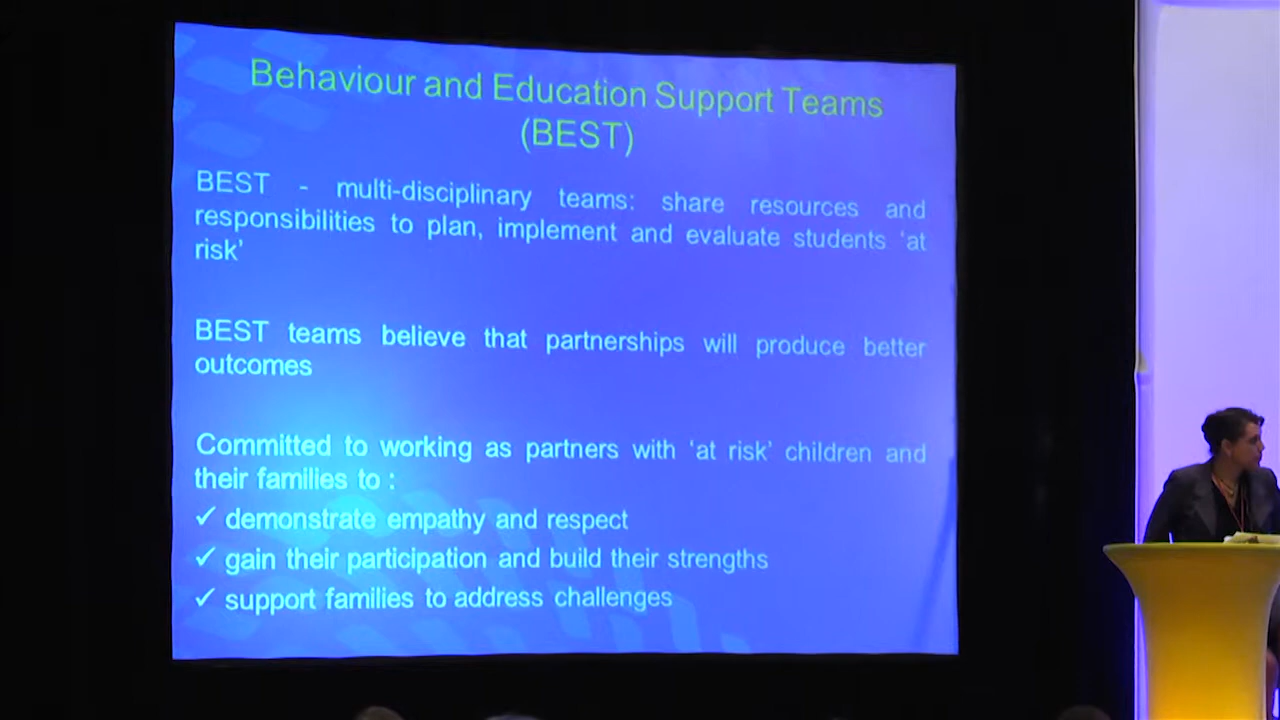 Behaviour and Education Support Teams
(BEST)
BEST - multi-disciplinary teams: share resources and
responsibilities to plan, implement and evaluate students ‘at
risk’
BEST teams believe that partnerships will produce better
outcomes
Committed to working as partners with ‘at risk’ children and
their families to :
✓ demonstrate empathy and respect
✓ gain their participation and build their strengths
✓ support families to address challenges